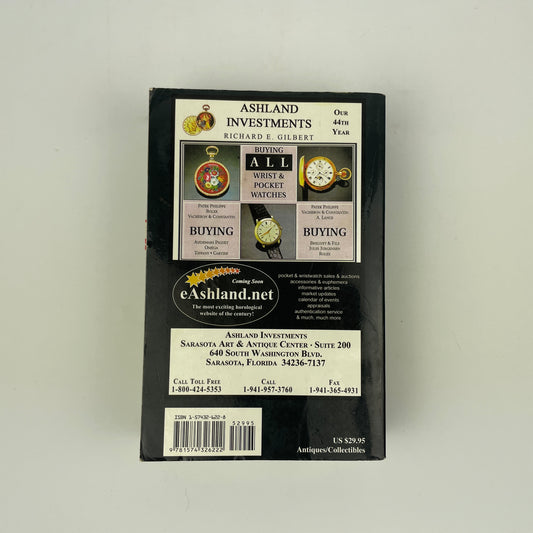 ASHLAND
INVESTMENTS
RICHARD E. GILBERT
OUR
44TH
YEAR
BUYING
ALL
WRIST &
POCKET
WATCHES
PATEK PHILIPPE
ROLEX
VACHERON & CONSTANTIN
BUYING
AUDEMARS PIGUET
OMEGA
TIFFANY • CARTIER
PATEK PHILIPPE
VACHERON & CONSTANTIN
A. LANGE
BUYING
BREGUET & FILS
JULES JURGENSEN
ROLEX
Coming Soon
eAshland.net
The most exciting horological
website of the century!
pocket & wristwatch sales & auctions
accessories & euphemera
informative articles
market updates
calendar of events
appraisals
authentication service
& much, much more
ASHLAND INVESTMENTS
SARASOTA ART & ANTIQUE CENTER • SUITE 200
640 SOUTH WASHINGTON BLVD.
SARASOTA, FLORIDA 34236-7137
CALL TOLL FREE
1-800-424-5353
CALL
1-941-957-3760
FAX
1-941-365-4931
ISBN 1-57432-622-8
52995
9 781574 326222
US $29.95
Antiques/Collectibles